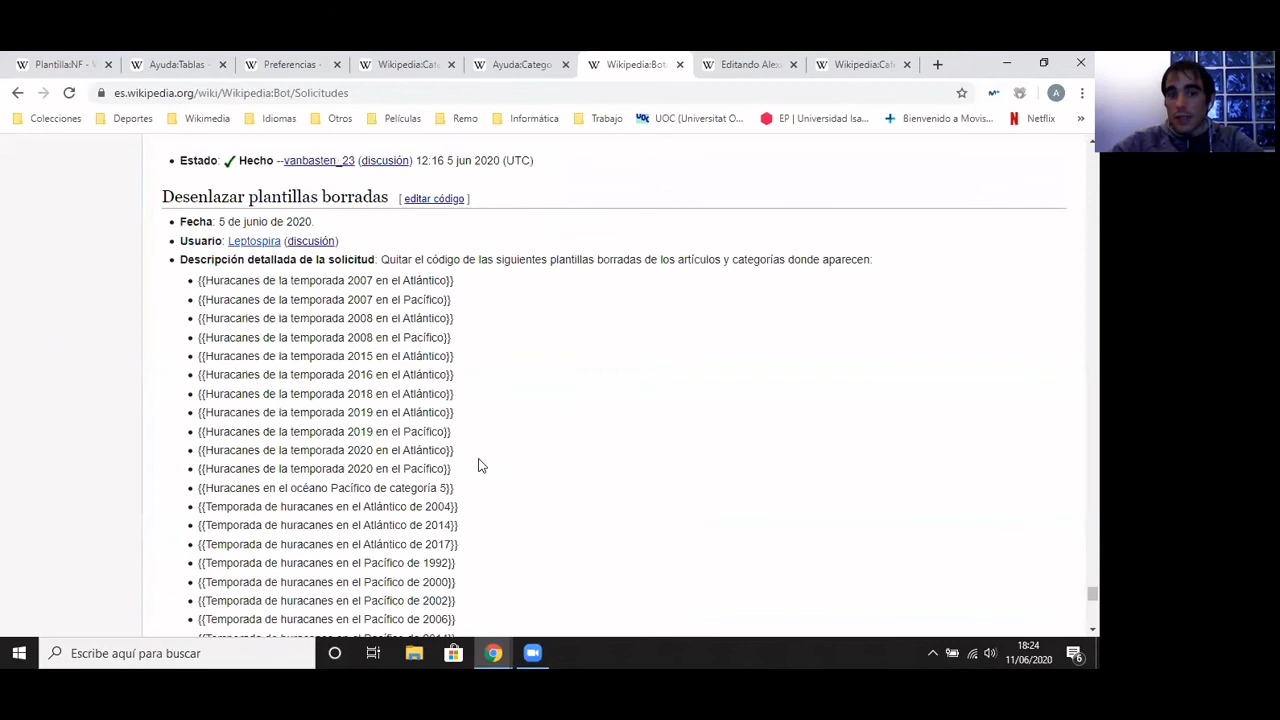 Plantilla:NF - W
Ayuda:Tablas -
Preferencias -
Wikipedia:Caf
Ayuda:Catego
Wikipedia:Bot
Editando Alex
Wikipedia:Caf
es.wikipedia.org/wiki/Wikipedia:Bot/Solicitudes
A
Colecciones
Deportes
Wikimedia
Idiomas
Otros
Películas
Remo
Informática
Trabajo
UOC (Universitat O...
EP | Universidad Isa...
Bienvenido a Movis...
Netflix
Estado: Hecho --vanbasten_23 (discusión) 12:16 5 jun 2020 (UTC)
Desenlazar plantillas borradas [ editar código ]
Fecha: 5 de junio de 2020.
Usuario: Leptospira (discusión)
Descripción detallada de la solicitud: Quitar el código de las siguientes plantillas borradas de los artículos y categorías donde aparecen:
{{Huracanes de la temporada 2007 en el Atlántico}}
{{Huracanes de la temporada 2007 en el Pacífico}}
{{Huracanes de la temporada 2008 en el Atlántico}}
{{Huracanes de la temporada 2008 en el Pacífico}}
{{Huracanes de la temporada 2015 en el Atlántico}}
{{Huracanes de la temporada 2016 en el Atlántico}}
{{Huracanes de la temporada 2018 en el Atlántico}}
{{Huracanes de la temporada 2019 en el Atlántico}}
{{Huracanes de la temporada 2019 en el Pacífico}}
{{Huracanes de la temporada 2020 en el Atlántico}}
{{Huracanes de la temporada 2020 en el Pacífico}}
{{Huracanes en el océano Pacífico de categoría 5}}
{{Temporada de huracanes en el Atlántico de 2004}}
{{Temporada de huracanes en el Atlántico de 2014}}
{{Temporada de huracanes en el Atlántico de 2017}}
{{Temporada de huracanes en el Pacífico de 1992}}
{{Temporada de huracanes en el Pacífico de 2000}}
{{Temporada de huracanes en el Pacífico de 2002}}
{{Temporada de huracanes en el Pacífico de 2006}}
Escribe aquí para buscar
18:24
11/06/2020
6